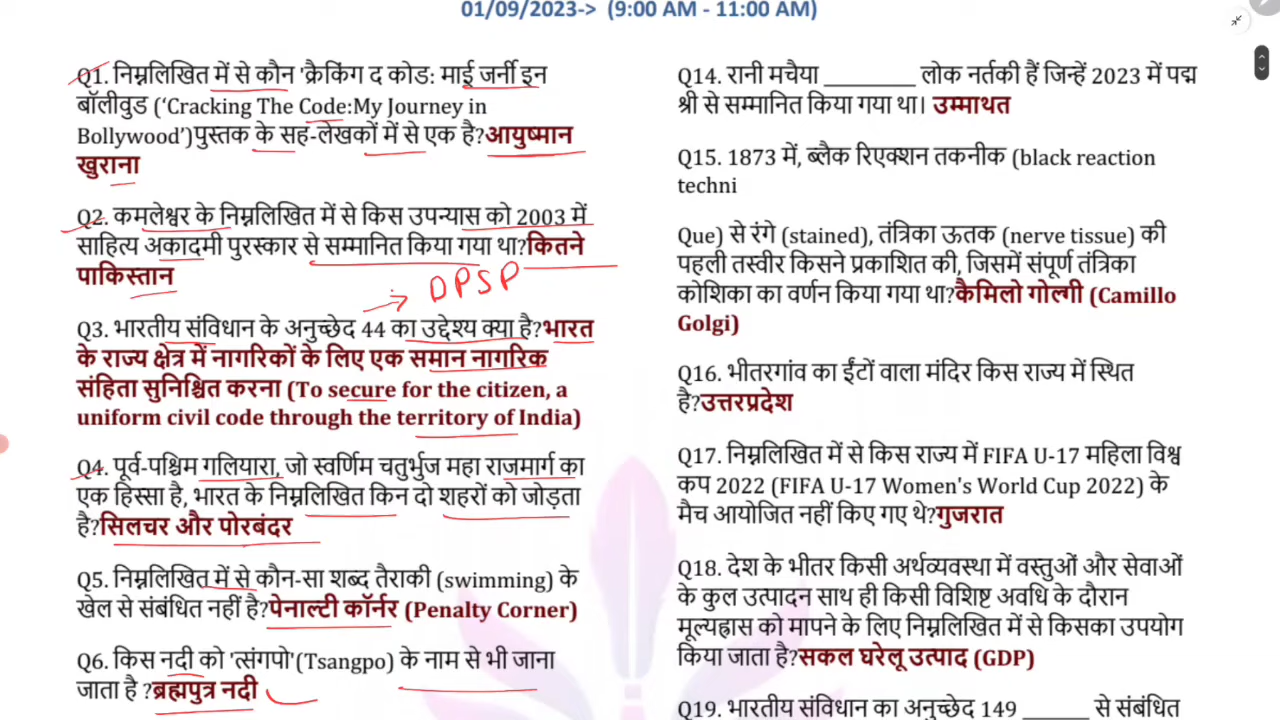 01/09/2023-> (9:00 AM - 11:00 AM)
Q1. निम्नलिखित में से कौन 'क्रैकिंग द कोड: माई जर्नी इन
बॉलीवुड (‘Cracking The Code:My Journey in
Bollywood’)पुस्तक के सह-लेखकों में से एक है?आयुष्मान
खुराना
Q2. कमलेश्वर के निम्नलिखित में से किस उपन्यास को 2003 में
साहित्य अकादमी पुरस्कार से सम्मानित किया गया था?कितने
पाकिस्तान
DPSP
Q3. भारतीय संविधान के अनुच्छेद 44 का उद्देश्य क्या है?भारत
के राज्य क्षेत्र में नागरिकों के लिए एक समान नागरिक
संहिता सुनिश्चित करना (To secure for the citizen, a
uniform civil code through the territory of India)
Q4. पूर्व-पश्चिम गलियारा, जो स्वर्णिम चतुर्भुज महा राजमार्ग का
एक हिस्सा है, भारत के निम्नलिखित किन दो शहरों को जोड़ता
है?सिलचर और पोरबंदर
Q5. निम्नलिखित में से कौन-सा शब्द तैराकी (swimming) के
खेल से संबंधित नहीं है?पेनाल्टी कॉर्नर (Penalty Corner)
Q6. किस नदी को 'त्संगपो'(Tsangpo) के नाम से भी जाना
जाता है ?ब्रह्मपुत्र नदी
Q14. रानी मचैया ________ लोक नर्तकी हैं जिन्हें 2023 में पद्म
श्री से सम्मानित किया गया था। उम्माथत
Q15. 1873 में, ब्लैक रिएक्शन तकनीक (black reaction
techni
Que) से रंगे (stained), तंत्रिका ऊतक (nerve tissue) की
पहली तस्वीर किसने प्रकाशित की, जिसमें संपूर्ण तंत्रिका
कोशिका का वर्णन किया गया था?कैमिलो गोल्गी (Camillo
Golgi)
Q16. भीतरगांव का ईंटों वाला मंदिर किस राज्य में स्थित
है?उत्तरप्रदेश
Q17. निम्नलिखित में से किस राज्य में FIFA U-17 महिला विश्व
कप 2022 (FIFA U-17 Women's World Cup 2022) के
मैच आयोजित नहीं किए गए थे?गुजरात
Q18. देश के भीतर किसी अर्थव्यवस्था में वस्तुओं और सेवाओं
के कुल उत्पादन साथ ही किसी विशिष्ट अवधि के दौरान
मूल्यह्रास को मापने के लिए निम्नलिखित में से किसका उपयोग
किया जाता है?सकल घरेलू उत्पाद (GDP)
Q19. भारतीय संविधान का अनुच्छेद 149 ______ से संबंधित